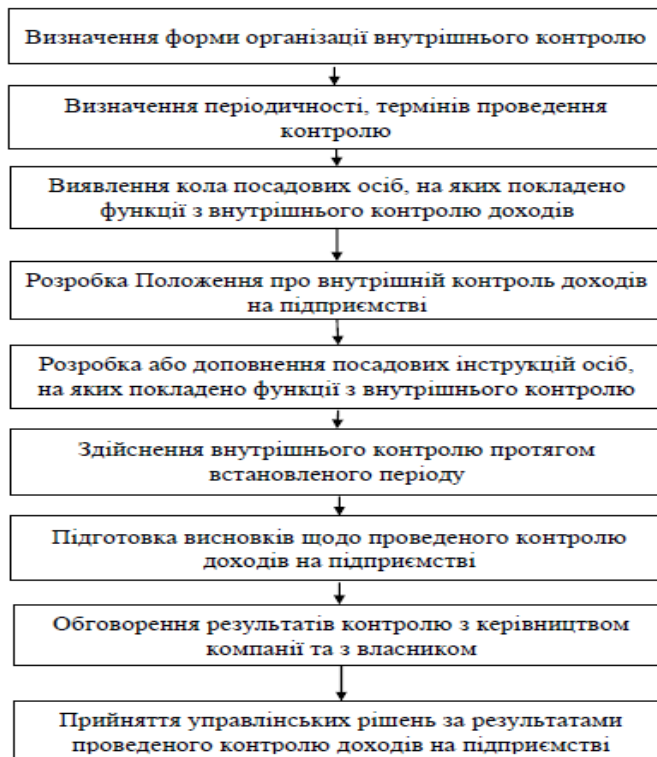 Визначення форми організації внутрішнього контролю
Визначення періодичності, термінів проведення
контролю
Виявлення кола посадових осіб, на яких покладено
функції з внутрішнього контролю доходів
Розробка Положення про внутрішній контроль доходів
на підприємстві
Розробка або доповнення посадових інструкцій осіб,
на яких покладено функції з внутрішнього контролю
Здійснення внутрішнього контролю протягом
встановленого періоду
Підготовка висновків щодо проведеного контролю
доходів на підприємстві
Обговорення результатів контролю з керівництвом
компанії та з власником
Прийняття управлінських рішень за результатами
проведеного контролю доходів на підприємстві